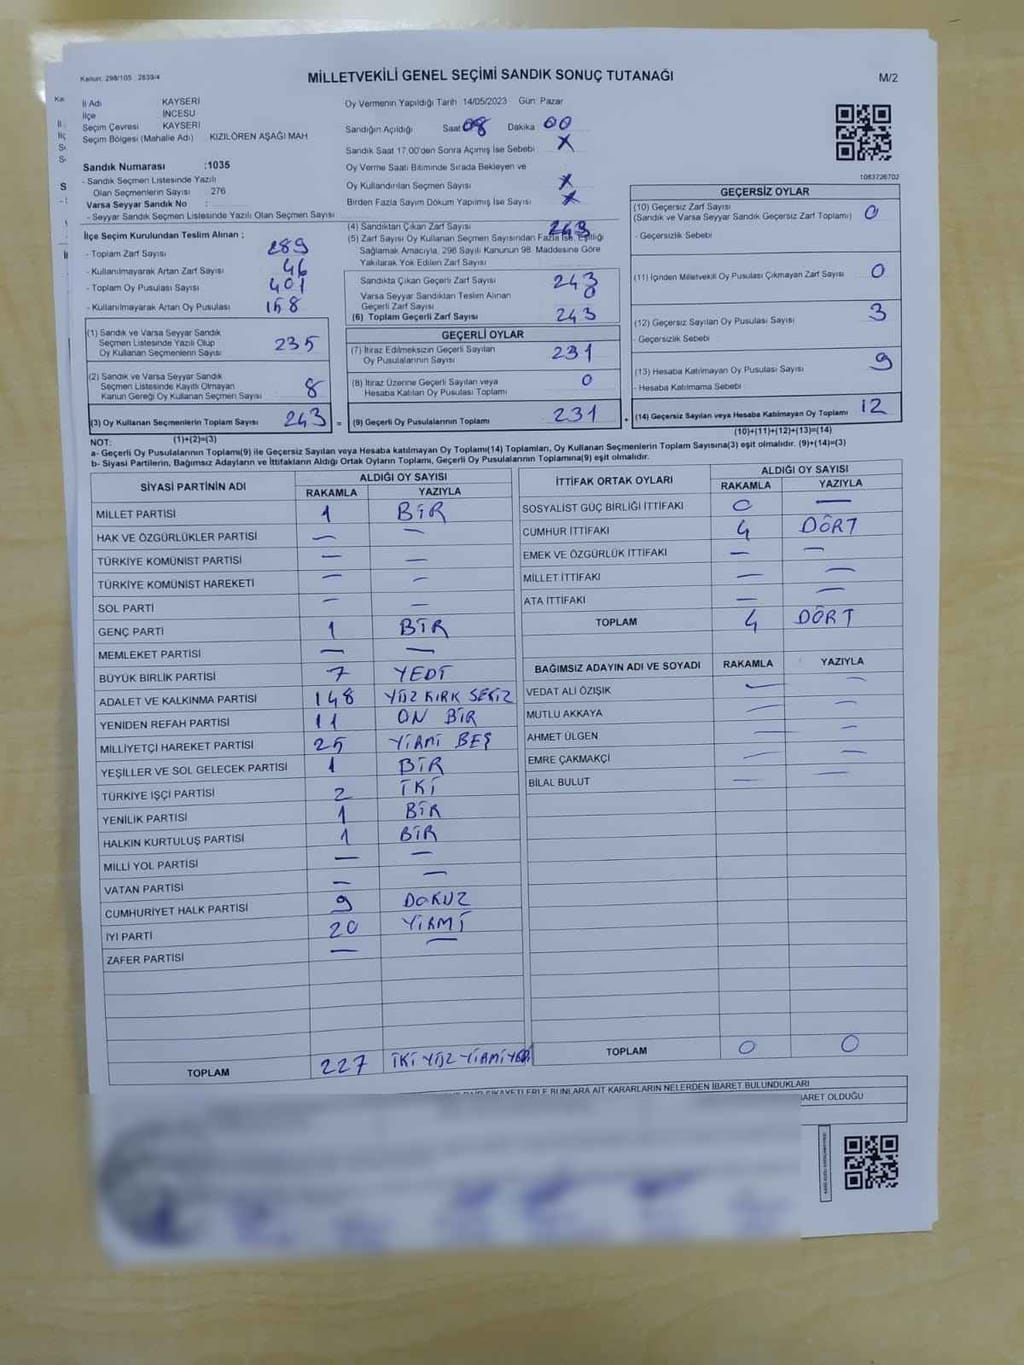 Kanun: 298/105 2839/4
MİLLETVEKİLİ GENEL SEÇİMİ SANDIK SONUÇ TUTANAĞI
M/2
İl Adı KAYSERİ
İlçe İNCESU
Seçim Çevresi KAYSERİ
Seçim Bölgesi (Mahalle Adı) KIZILÖREN AŞAĞI MAH
Sandık Numarası :1035
- Sandık Seçmen Listesinde Yazılı
Olan Seçmenlerin Sayısı : 276
Varsa Seyyar Sandık No :
- Seyyar Sandık Seçmen Listesinde Yazılı Olan Seçmen Sayısı
Oy Vermenin Yapıldığı Tarih 14/05/2023 Gün: Pazar
Sandığın Açıldığı Saat 08 Dakika 00
Sandık Saat 17.00'den Sonra Açımış İse Sebebi X
Oy Verme Saati Bitiminde Sırada Bekleyen ve
Oy Kullandırılan Seçmen Sayısı X
Birden Fazla Sayım Döküm Yapılmış İse Sayısı X
1083726702
İlçe Seçim Kurulundan Teslim Alınan ;
- Toplam Zarf Sayısı 289
- Kullanılmayarak Artan Zarf Sayısı 46
- Toplam Oy Pusulası Sayısı 401
- Kullanılmayarak Artan Oy Pusulası 158
(1) Sandık ve Varsa Seyyar Sandık
Seçmen Listesinde Yazılı Olup
Oy Kullanan Seçmenlerin Sayısı 235
(2) Sandık ve Varsa Seyyar Sandık
Seçmen Listesinde Kayıtlı Olmayan
Kanun Gereği Oy Kullanan Seçmen Sayısı 8
(3) Oy Kullanan Seçmenlerin Toplam Sayısı 243 =
(1)+(2)=(3)
(4) Sandıktan Çıkan Zarf Sayısı 243
(5) Zarf Sayısı Oy Kullanan Seçmen Sayısından Fazla İse, Eşitliği
Sağlamak Amacıyla, 298 Sayılı Kanunun 98. Maddesine Göre
Yakılarak Yok Edilen Zarf Sayısı
Sandıkta Çıkan Geçerli Zarf Sayısı 243
Varsa Seyyar Sandıktan Teslim Alınan
Geçerli Zarf Sayısı 0
(6) Toplam Geçerli Zarf Sayısı 243
GEÇERLİ OYLAR
(7) İtiraz Edilmeksizin Geçerli Sayılan
Oy Pusulalarının Sayısı 231
(8) İtiraz Üzerine Geçerli Sayılan veya
Hesaba Katılan Oy Pusulası Toplamı 0
(9) Geçerli Oy Pusulalarının Toplamı 231 +
GEÇERSİZ OYLAR
(10) Geçersiz Zarf Sayısı
(Sandık ve Varsa Seyyar Sandık Geçersiz Zarf Toplamı) 0
- Geçersizlik Sebebi
(11) İçinden Milletvekili Oy Pusulası Çıkmayan Zarf Sayısı 0
(12) Geçersiz Sayılan Oy Pusulası Sayısı 3
- Geçersizlik Sebebi
(13) Hesaba Katılmayan Oy Pusulası Sayısı 9
- Hesaba Katılmama Sebebi
(14) Geçersiz Sayılan veya Hesaba Katılmayan Oy Toplamı 12
(10)+(11)+(12)+(13)=(14)
NOT:
a- Geçerli Oy Pusulalarının Toplamı(9) ile Geçersiz Sayılan veya Hesaba katılmayan Oy Toplamı(14) Toplamları, Oy Kullanan Seçmenlerin Toplam Sayısına(3) eşit olmalıdır. (9)+(14)=(3)
b- Siyasi Partilerin, Bağımsız Adayların ve İttifakların Aldığı Ortak Oyların Toplamı, Geçerli Oy Pusulalarının Toplamına(9) eşit olmalıdır.
SİYASİ PARTİNİN ADI ALDIĞI OY SAYISI
RAKAMLA YAZIYLA
MİLLET PARTİSİ 1 BİR
HAK VE ÖZGÜRLÜKLER PARTİSİ — —
TÜRKİYE KOMÜNİST PARTİSİ — —
TÜRKİYE KOMÜNİST HAREKETİ — —
SOL PARTİ — —
GENÇ PARTİ 1 BİR
MEMLEKET PARTİSİ — —
BÜYÜK BİRLİK PARTİSİ 7 YEDİ
ADALET VE KALKINMA PARTİSİ 148 YÜZ KIRK SEKİZ
YENİDEN REFAH PARTİSİ 11 ON BİR
MİLLİYETÇİ HAREKET PARTİSİ 25 YİRMİ BEŞ
YEŞİLLER VE SOL GELECEK PARTİSİ 1 BİR
TÜRKİYE İŞÇİ PARTİSİ 2 İKİ
YENİLİK PARTİSİ 1 BİR
HALKIN KURTULUŞ PARTİSİ 1 BİR
MİLLİ YOL PARTİSİ — —
VATAN PARTİSİ — —
CUMHURİYET HALK PARTİSİ 9 DOKUZ
İYİ PARTİ 20 YİRMİ
ZAFER PARTİSİ — —
TOPLAM 227 İKİ YÜZ YİRMİ YEDİ
İTTİFAK ORTAK OYLARI ALDIĞI OY SAYISI
RAKAMLA YAZIYLA
SOSYALİST GÜÇ BİRLİĞİ İTTİFAKI 0 —
CUMHUR İTTİFAKI 4 DÖRT
EMEK VE ÖZGÜRLÜK İTTİFAKI — —
MİLLET İTTİFAKI — —
ATA İTTİFAKI — —
TOPLAM 4 DÖRT
BAĞIMSIZ ADAYIN ADI VE SOYADI RAKAMLA YAZIYLA
VEDAT ALİ ÖZIŞIK — —
MUTLU AKKAYA — —
AHMET ÜLGEN — —
EMRE ÇAKMAKÇI — —
BİLAL BULUT — —
TOPLAM 0 0
ŞİKAYETLERLE BUNLARA AİT KARARLARIN NELERDEN İBARET BULUNDUKLARI
İBARET OLDUĞU